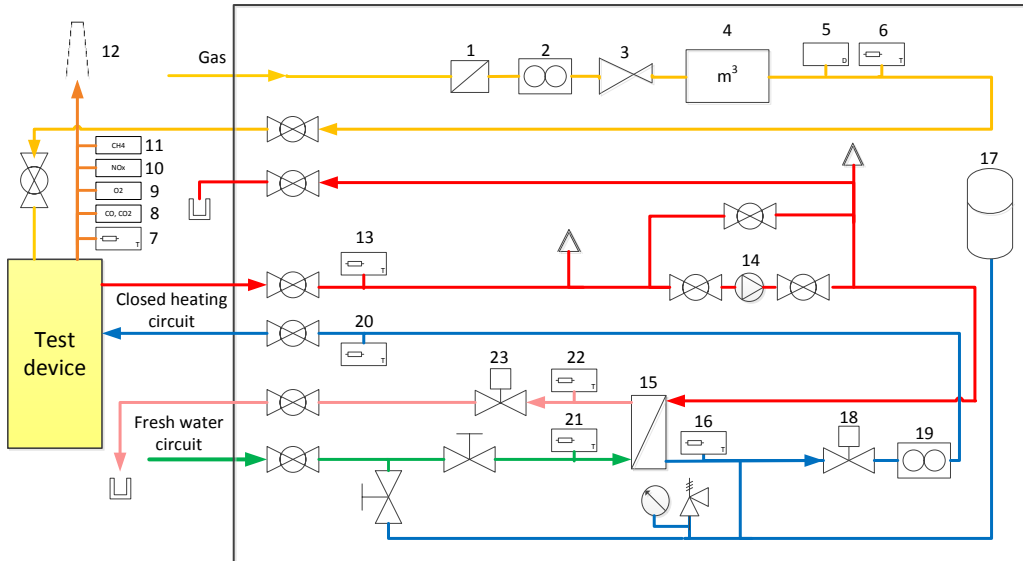 12
Gas
1
2
3
4
5
6
m³
D
T
CH4
11
NOx
10
O2
9
CO, CO2
8
T
7
17
13
T
14
Closed heating
circuit
Test
device
20
T
23
22
T
15
Fresh water
circuit
21
T
16
T
18
19